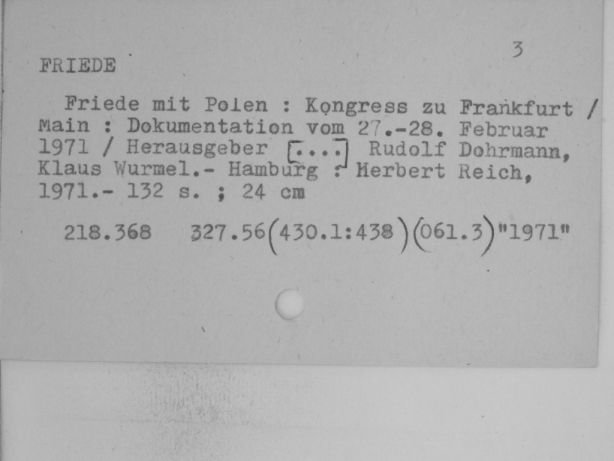 3
FRIEDE
Friede mit Polen : Kongress zu Frankfurt /
Main : Dokumentation vom 27.-28. Februar
1971 / Herausgeber [...] Rudolf Dohrmann,
Klaus Wurmel.- Hamburg : Herbert Reich,
1971.- 132 s. ; 24 cm
218.368 327.56(430.1:438)(061.3)"1971"